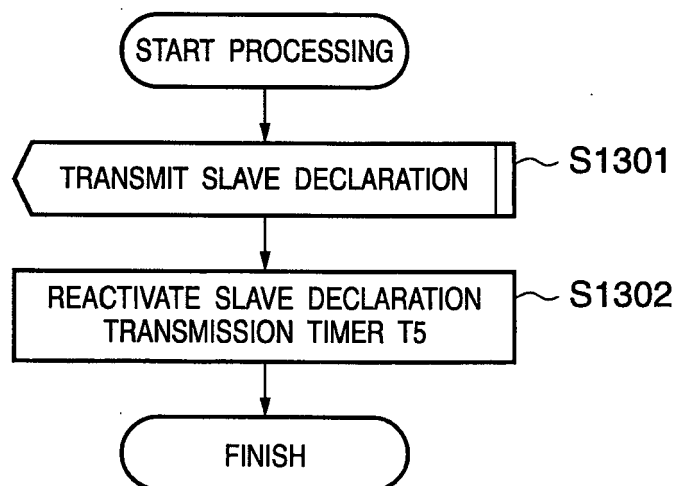 START PROCESSING
TRANSMIT SLAVE DECLARATION
S1301
REACTIVATE SLAVE DECLARATION
TRANSMISSION TIMER T5
S1302
FINISH